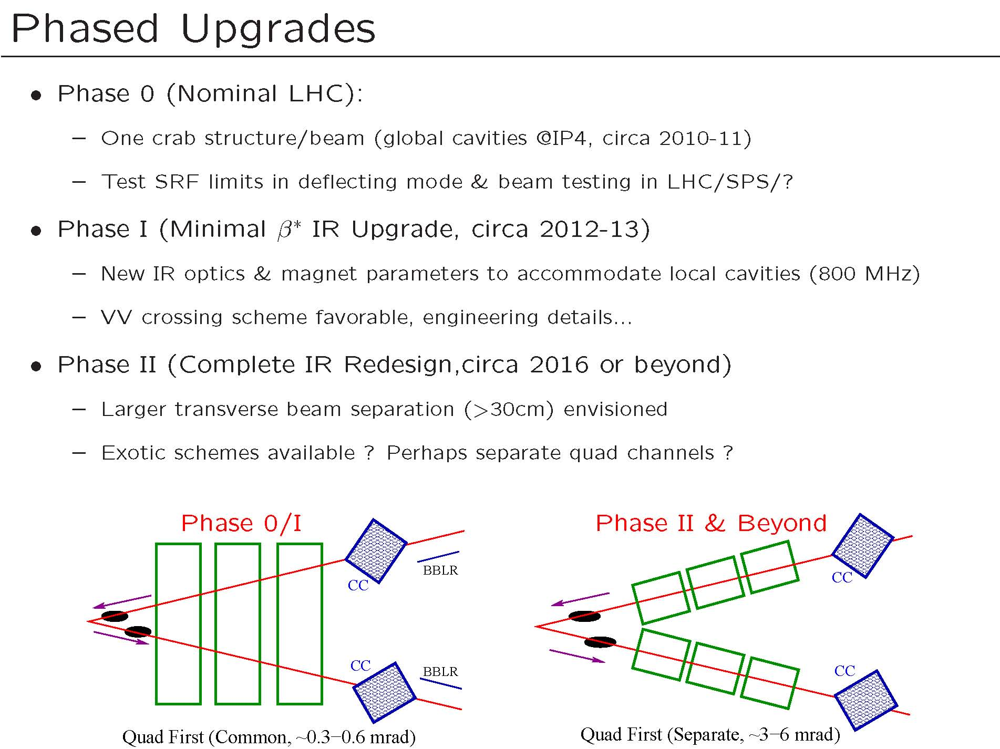 Phased Upgrades
• Phase 0 (Nominal LHC):
– One crab structure/beam (global cavities @IP4, circa 2010-11)
– Test SRF limits in deflecting mode & beam testing in LHC/SPS/?
• Phase I (Minimal β* IR Upgrade, circa 2012-13)
– New IR optics & magnet parameters to accommodate local cavities (800 MHz)
– VV crossing scheme favorable, engineering details...
• Phase II (Complete IR Redesign,circa 2016 or beyond)
– Larger transverse beam separation (>30cm) envisioned
– Exotic schemes available ? Perhaps separate quad channels ?
Phase 0/I
CC
BBLR
CC
BBLR
Quad First (Common, ~0.3−0.6 mrad)
Phase II & Beyond
CC
CC
Quad First (Separate, ~3−6 mrad)